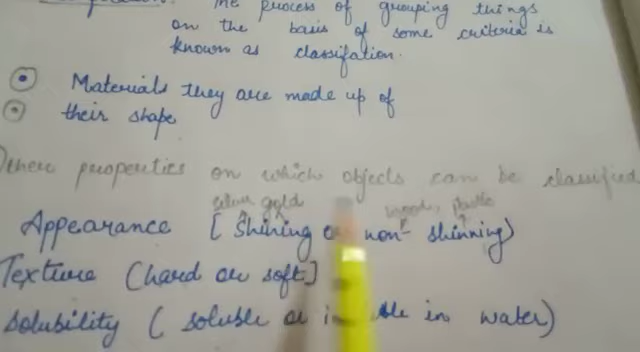 The process of grouping things
on the basis of some criteria is
known as classifation.
Materials they are made up of
their shape
properties on which objects can be classified
silver gold wood, plastic
Appearance [ Shining or non- shinning)
Texture (hard or soft]
Solubility ( soluble or in water)